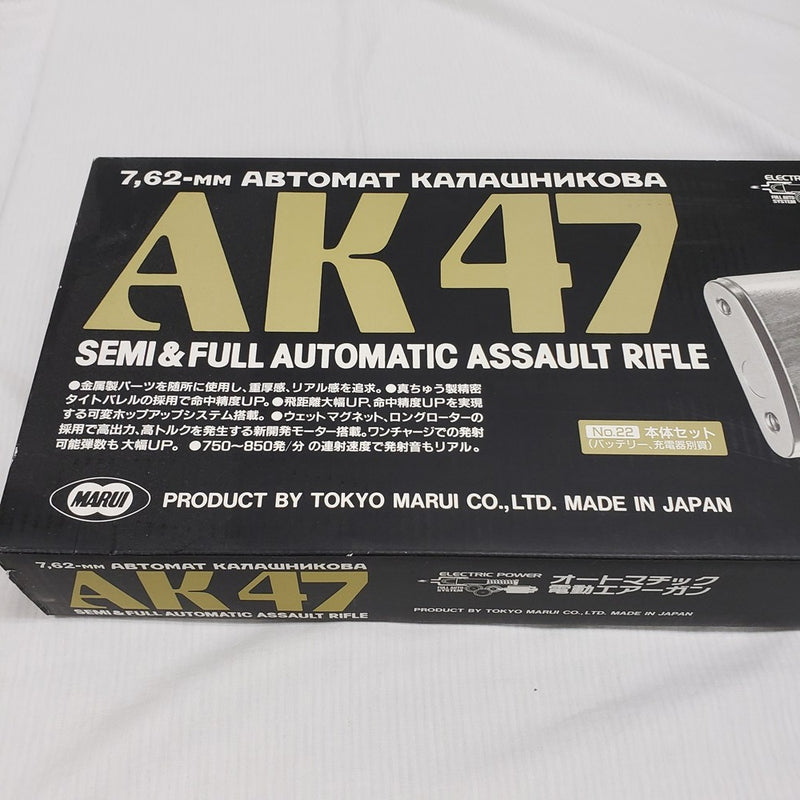 7,62-мм АВТОМАТ КАЛАШНИКОВА
AK 47
SEMI & FULL AUTOMATIC ASSAULT RIFLE
●金属製パーツを随所に使用し、重厚感、リアル感を追求。●真ちゅう製精密
タイトバレルの採用で命中精度UP。●飛距離大幅UP、命中精度UPを実現
する可変ホップアップシステム搭載。●ウェットマグネット、ロングローターの
採用で高出力、高トルクを発生する新開発モーター搭載。ワンチャージでの発射
可能弾数も大幅UP。●750〜850発/分の連射速度で発射音もリアル。
No.22 本体セット
(バッテリー、充電器別買)
MARUI
PRODUCT BY TOKYO MARUI CO.,LTD. MADE IN JAPAN
7,62-мм АВТОМАТ КАЛАШНИКОВА
AK 47
SEMI & FULL AUTOMATIC ASSAULT RIFLE
ELECTRIC POWER
オートマチック
電動エアーガン
PRODUCT BY TOKYO MARUI CO., LTD. MADE IN JAPAN